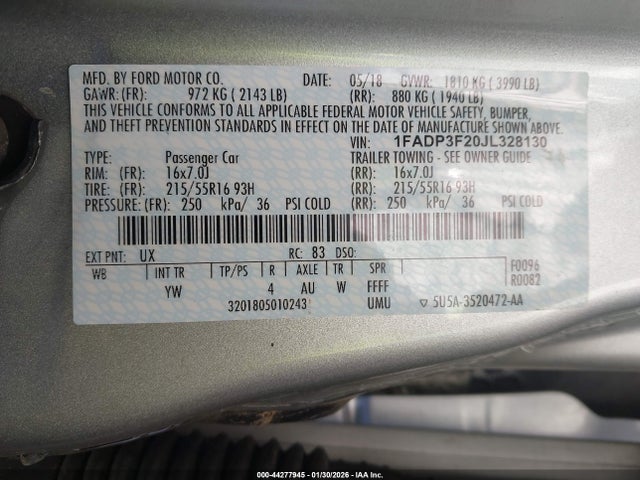 MFD. BY FORD MOTOR CO. DATE: 05/18 GVWR: 1810 KG ( 3990 LB)
GAWR: (FR): 972 KG ( 2143 LB) (RR): 880 KG ( 1940 LB)
THIS VEHICLE CONFORMS TO ALL APPLICABLE FEDERAL MOTOR VEHICLE SAFETY, BUMPER,
AND THEFT PREVENTION STANDARDS IN EFFECT ON THE DATE OF MANUFACTURE SHOWN ABOVE.
VIN: 1FADP3F20JL328130
TYPE: Passenger Car TRAILER TOWING - SEE OWNER GUIDE
RIM: (FR): 16x7.0J (RR): 16x7.0J
TIRE: (FR): 215/55R16 93H (RR): 215/55R16 93H
PRESSURE: (FR): 250 kPa/ 36 PSI COLD (RR): 250 kPa/ 36 PSI COLD
EXT PNT: UX RC: 83 DSO:
WB INT TR TP/PS R AXLE TR SPR F0096
YW 4 AU W FFFF R0082
3201805010243 UMU ▽ 5U5A-3520472-AA
000-44277945 - 01/30/2026 - IAA Inc.